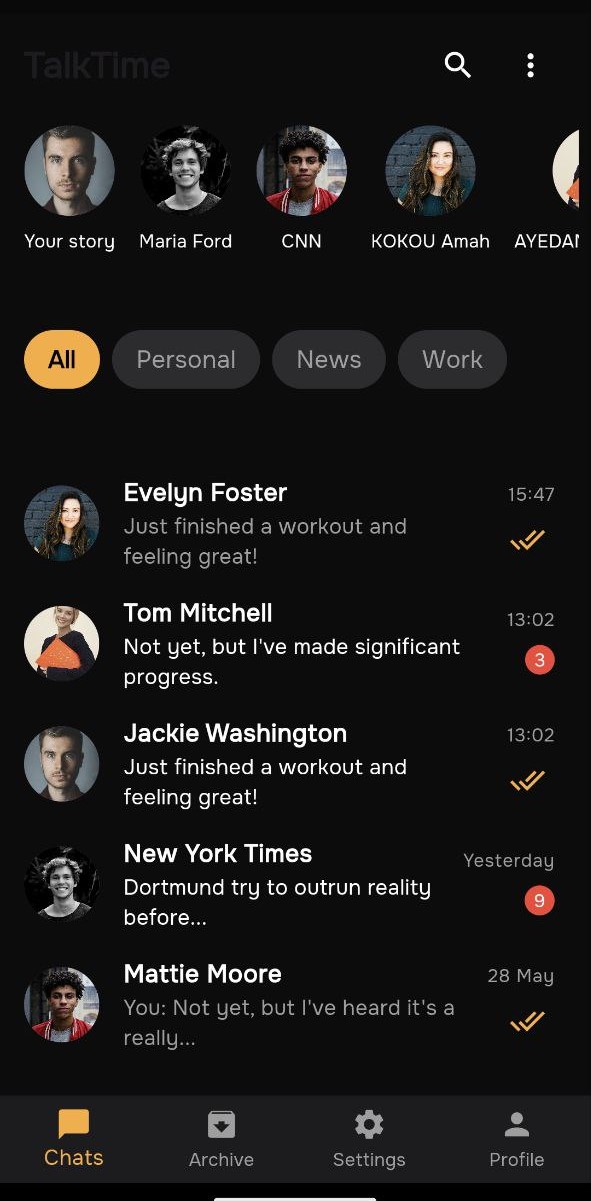 TalkTime
Your story
Maria Ford
CNN
KOKOU Amah
AYEDAN
All
Personal
News
Work
Evelyn Foster
15:47
Just finished a workout and
feeling great!
Tom Mitchell
13:02
Not yet, but I've made significant
progress.
3
Jackie Washington
13:02
Just finished a workout and
feeling great!
New York Times
Yesterday
Dortmund try to outrun reality
before...
9
Mattie Moore
28 May
You: Not yet, but I've heard it's a
really...
Chats
Archive
Settings
Profile